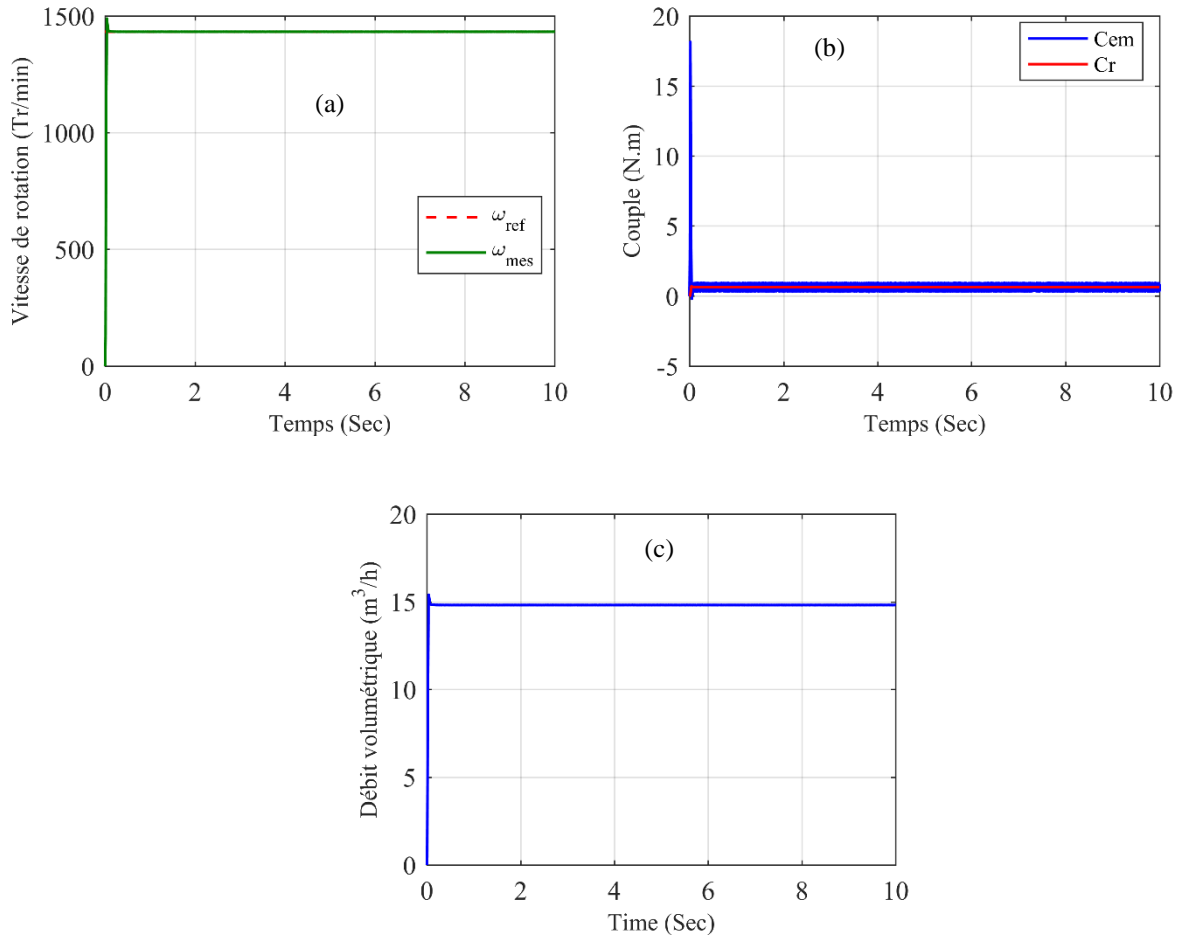 Vitesse de rotation (Tr/min)
1500
1000
500
0
(a)
ω_ref
ω_mes
0 2 4 6 8 10
Temps (Sec)
Couple (N.m)
20
15
10
5
0
-5
(b)
Cem
Cr
0 2 4 6 8 10
Temps (Sec)
Débit volumétrique (m³/h)
20
15
10
5
0
(c)
0 2 4 6 8 10
Time (Sec)